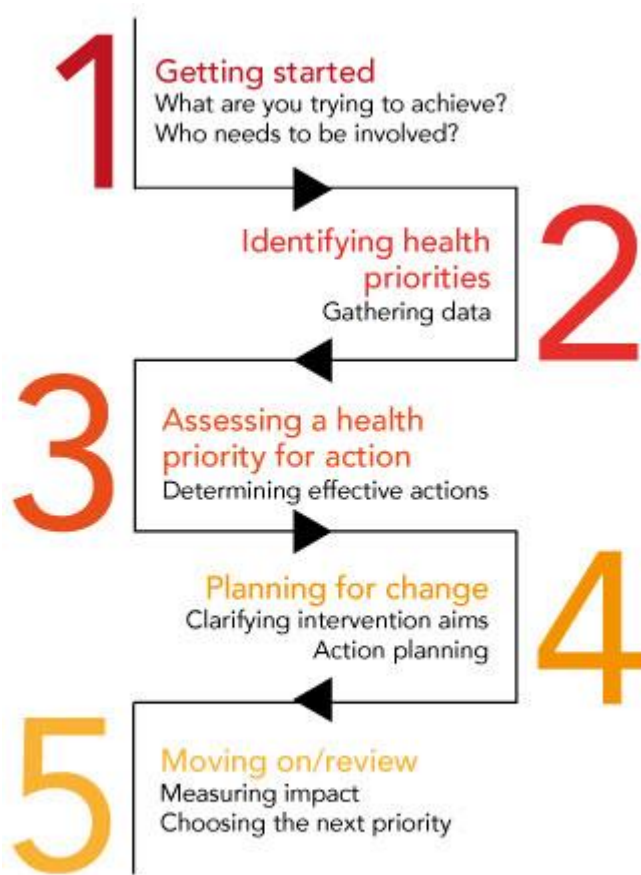 1
Getting started
What are you trying to achieve?
Who needs to be involved?
2
Identifying health
priorities
Gathering data
3
Assessing a health
priority for action
Determining effective actions
4
Planning for change
Clarifying intervention aims
Action planning
5
Moving on/review
Measuring impact
Choosing the next priority